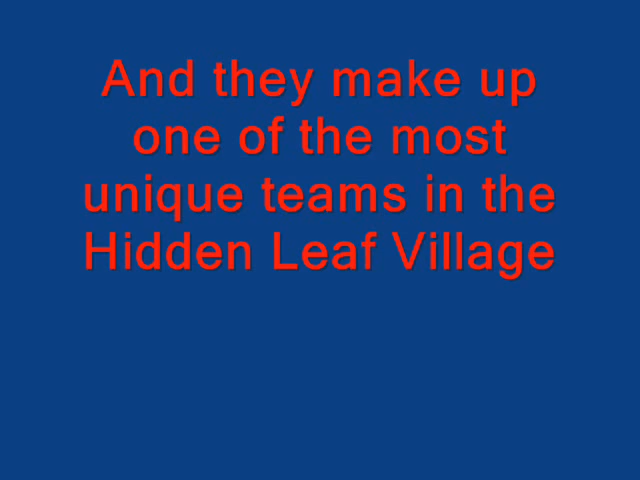 And they make up
one of the most
unique teams in the
Hidden Leaf Village